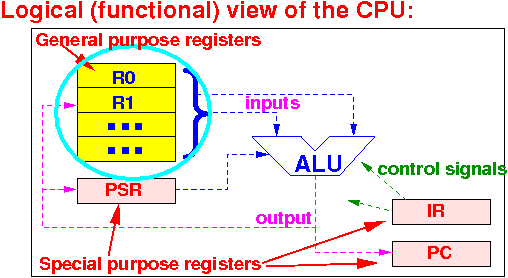 Logical (functional) view of the CPU:
General purpose registers
R0
R1
...
...
inputs
ALU
control signals
PSR
output
IR
Special purpose registers
PC